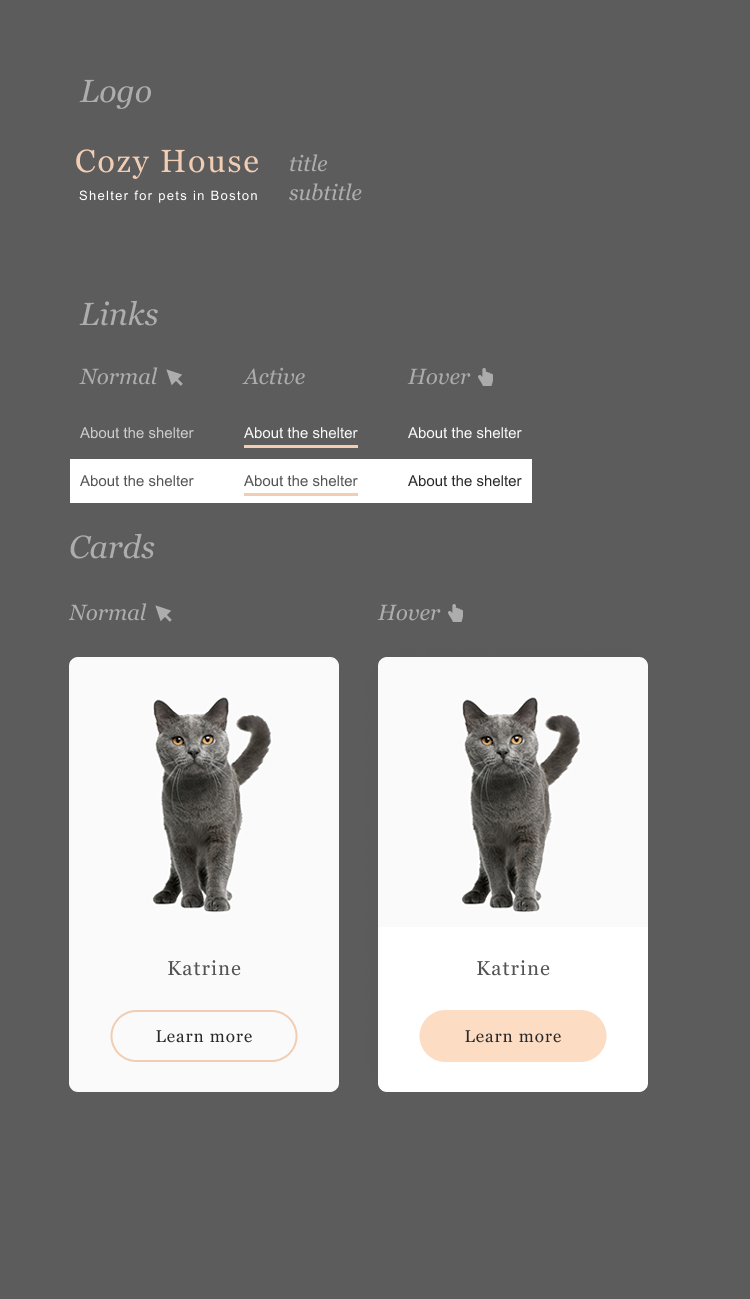 Logo
Cozy House title
Shelter for pets in Boston subtitle
Links
Normal Active Hover
About the shelter About the shelter About the shelter
About the shelter About the shelter About the shelter
Cards
Normal Hover
Katrine Katrine
Learn more Learn more